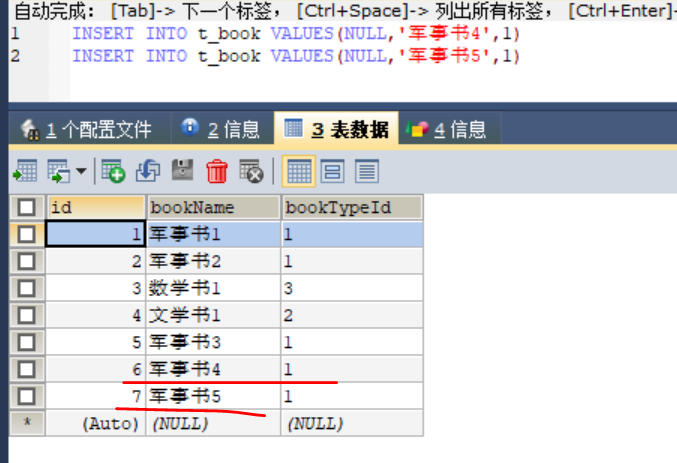 自动完成: [Tab]-> 下一个标签, [Ctrl+Space]-> 列出所有标签, [Ctrl+Enter]-
1 INSERT INTO t_book VALUES(NULL,'军事书4',1)
2 INSERT INTO t_book VALUES(NULL,'军事书5',1)
1 个配置文件 2 信息 3 表数据 4 信息
id bookName bookTypeId
1 军事书1 1
2 军事书2 1
3 数学书1 3
4 文学书1 2
5 军事书3 1
6 军事书4 1
7 军事书5 1
* (Auto) (NULL) (NULL)